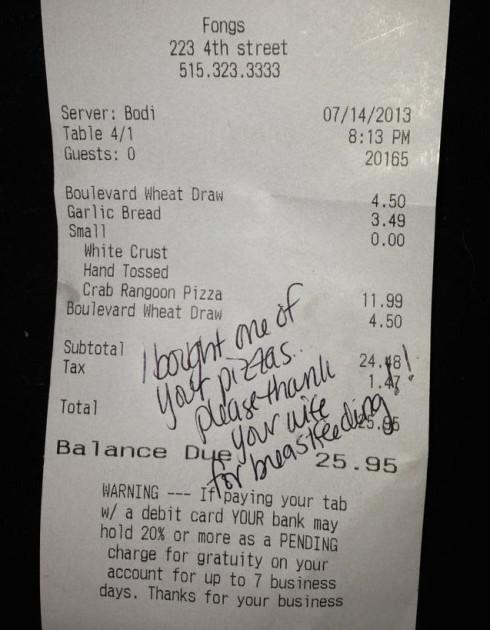 Fongs
223 4th street
515.323.3333
Server: Bodi 07/14/2013
Table 4/1 8:13 PM
Guests: 0 20165
Boulevard Wheat Draw 4.50
Garlic Bread 3.49
Small 0.00
White Crust
Hand Tossed
Crab Rangoon Pizza 11.99
Boulevard Wheat Draw 4.50
Subtotal 24.48
Tax 1.47
Total 25.95
Balance Due 25.95
I bought one of
your pizzas..
please thank
your wife
for breastfeeding!!
WARNING --- If paying your tab
w/ a debit card YOUR bank may
hold 20% or more as a PENDING
charge for gratuity on your
account for up to 7 business
days. Thanks for your business